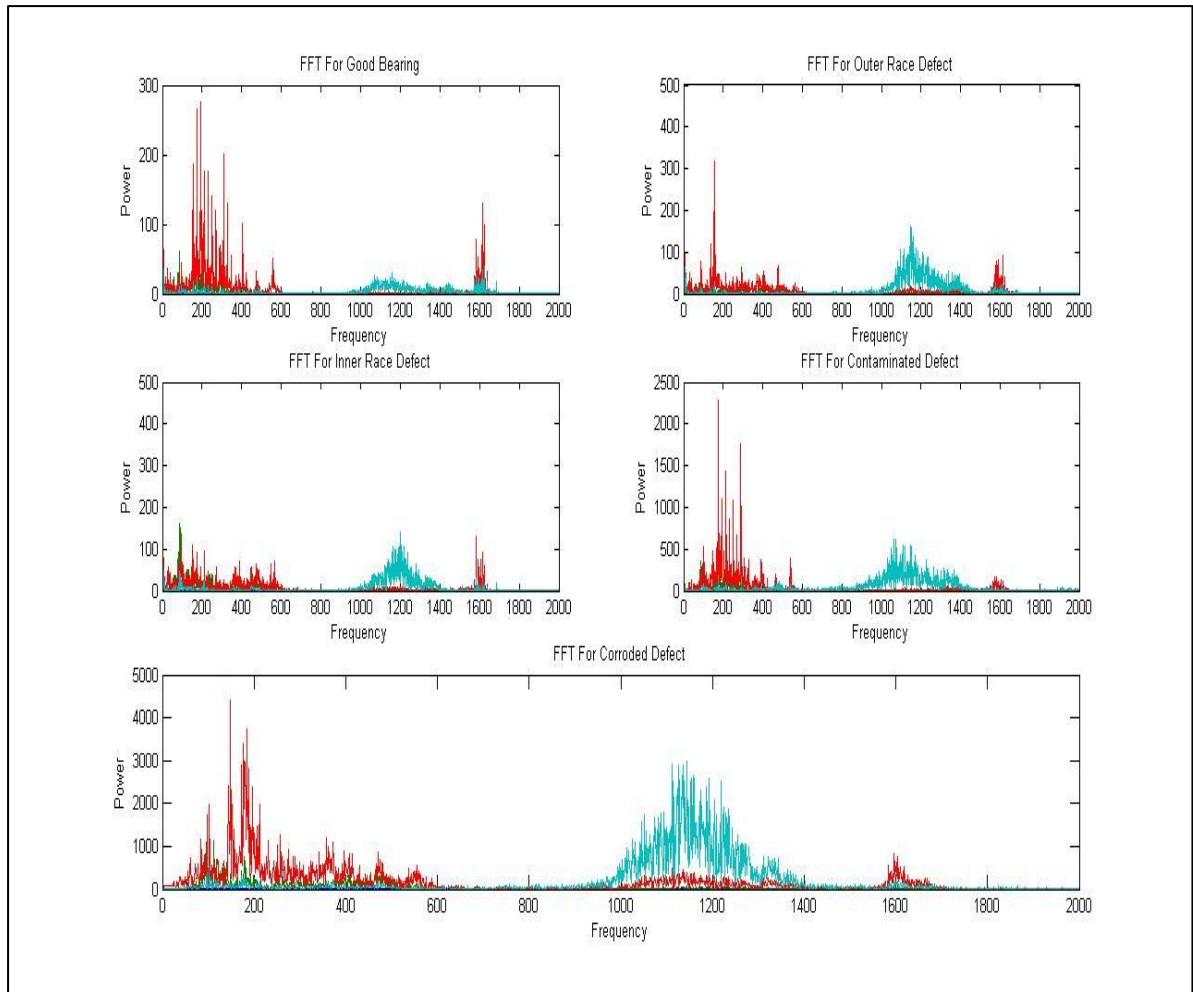 FFT For Good Bearing
300
200
100
0
Power
0 200 400 600 800 1000 1200 1400 1600 1800 2000
Frequency
FFT For Outer Race Defect
500
400
300
200
100
0
Power
0 200 400 600 800 1000 1200 1400 1600 1800 2000
Frequency
FFT For Inner Race Defect
500
400
300
200
100
0
Power
0 200 400 600 800 1000 1200 1400 1600 1800 2000
Frequency
FFT For Contaminated Defect
2500
2000
1500
1000
500
0
Power
0 200 400 600 800 1000 1200 1400 1600 1800 2000
Frequency
FFT For Corroded Defect
5000
4000
3000
2000
1000
0
Power
0 200 400 600 800 1000 1200 1400 1600 1800 2000
Frequency